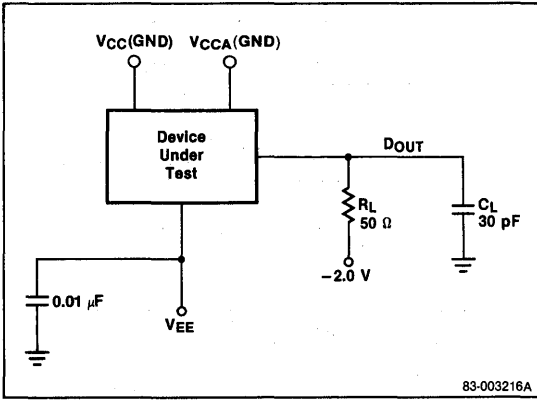 VCC(GND) VCCA(GND)
Device
Under
Test
DOUT
RL
50 Ω
CL
30 pF
−2.0 V
0.01 μF
VEE
83-003216A